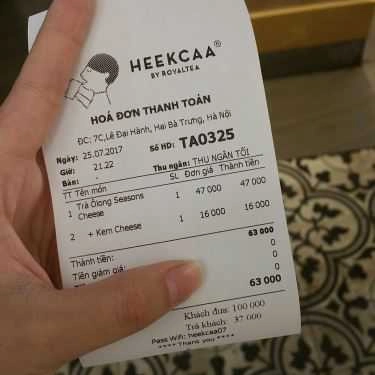 HEEKCAA®
BY ROYALTEA
HOÁ ĐƠN THANH TOÁN
ĐC: 7C,Lê Đại Hành, Hai Bà Trưng, Hà Nội
Ngày: 25.07.2017 Số HĐ: TA0325
Giờ: 21.22
Bàn: - Thu ngân: THU NGÂN TỐI
TT Tên món SL Đơn giá Thành tiền
1 Trà Ôlong Seasons Cheese 1 47 000 47 000
2 + Kem Cheese 1 16 000 16 000
Thành tiền: 63 000
Tiền giảm giá: 0
0
63 000
Khách đưa: 100 000
Trả khách: 37 000
Pass Wifi: heekcaa07
**** Thank you ****